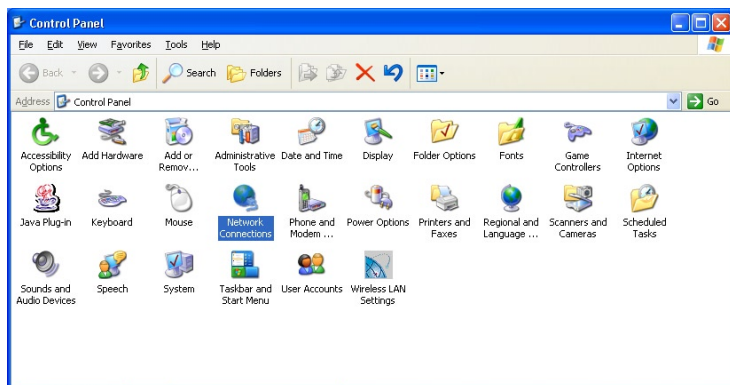 Control Panel
File Edit View Favorites Tools Help
Back Search Folders
Address Control Panel Go
Accessibility Options Add Hardware Add or Remov... Administrative Tools Date and Time Display Folder Options Fonts Game Controllers Internet Options
Java Plug-in Keyboard Mouse Network Connections Phone and Modem ... Power Options Printers and Faxes Regional and Language ... Scanners and Cameras Scheduled Tasks
Sounds and Audio Devices Speech System Taskbar and Start Menu User Accounts Wireless LAN Settings